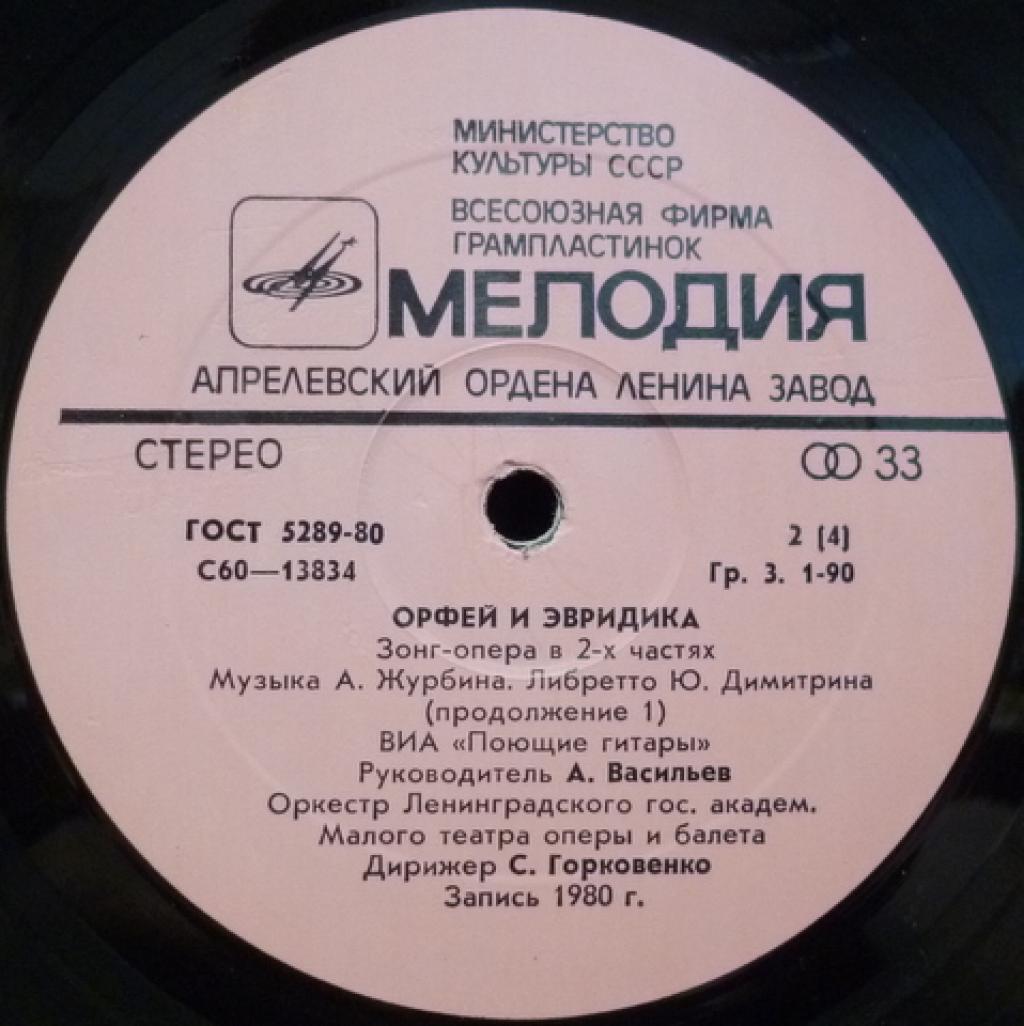 МИНИСТЕРСТВО
КУЛЬТУРЫ СССР
ВСЕСОЮЗНАЯ ФИРМА
ГРАМПЛАСТИНОК
МЕЛОДИЯ
АПРЕЛЕВСКИЙ ОРДЕНА ЛЕНИНА ЗАВОД
СТЕРЕО 33
ГОСТ 5289-80 2 (4)
С60—13834 Гр. 3. 1-90
ОРФЕЙ И ЭВРИДИКА
Зонг-опера в 2-х частях
Музыка А. Журбина. Либретто Ю. Димитрина
(продолжение 1)
ВИА «Поющие гитары»
Руководитель А. Васильев
Оркестр Ленинградского гос. академ.
Малого театра оперы и балета
Дирижер С. Горковенко
Запись 1980 г.